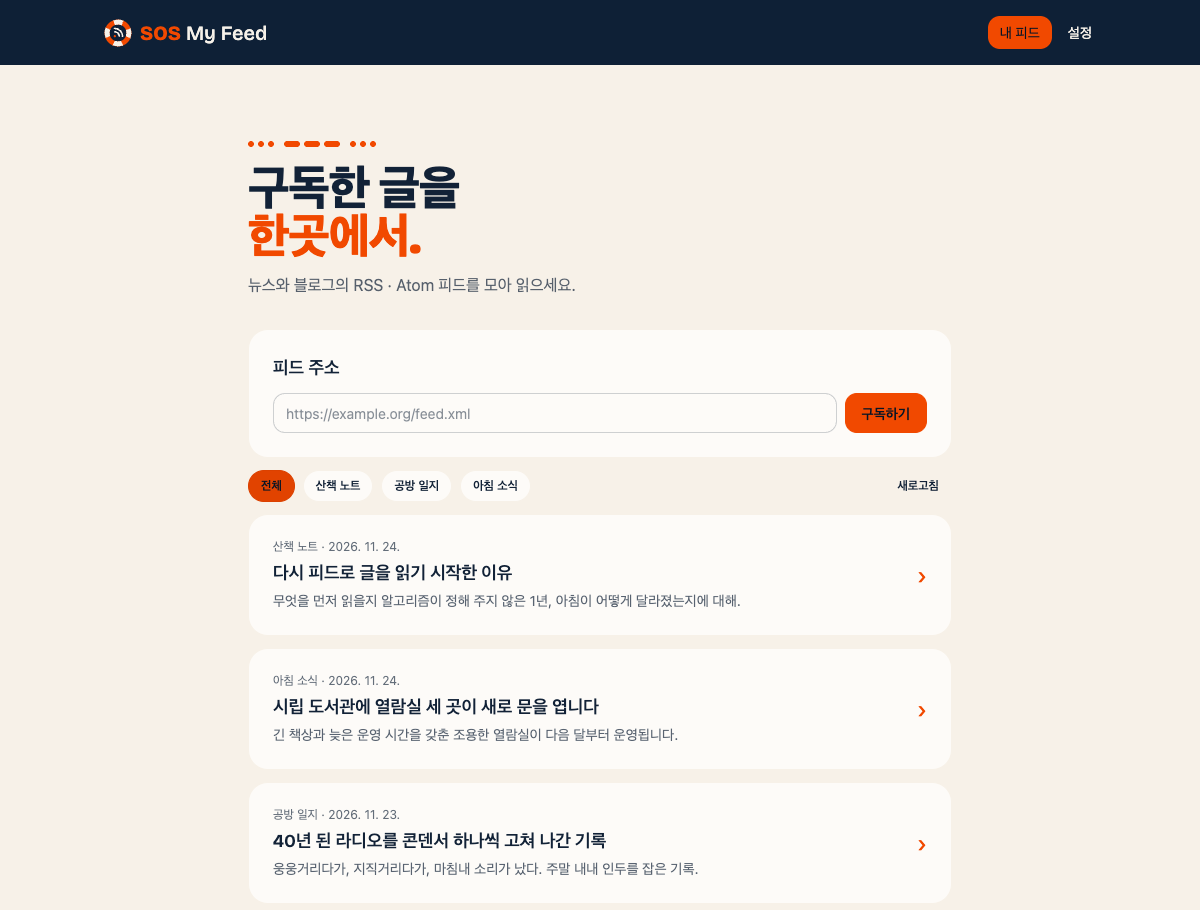 SOS My Feed
내 피드
설정
구독한 글을
한곳에서.
뉴스와 블로그의 RSS · Atom 피드를 모아 읽으세요.
피드 주소
https://example.org/feed.xml
구독하기
전체
산책 노트
공방 일지
아침 소식
새로고침
산책 노트 · 2026. 11. 24.
다시 피드로 글을 읽기 시작한 이유
무엇을 먼저 읽을지 알고리즘이 정해 주지 않은 1년, 아침이 어떻게 달라졌는지에 대해.
아침 소식 · 2026. 11. 24.
시립 도서관에 열람실 세 곳이 새로 문을 엽니다
긴 책상과 늦은 운영 시간을 갖춘 조용한 열람실이 다음 달부터 운영됩니다.
공방 일지 · 2026. 11. 23.
40년 된 라디오를 콘덴서 하나씩 고쳐 나간 기록
웅웅거리다가, 지직거리다가, 마침내 소리가 났다. 주말 내내 인두를 잡은 기록.